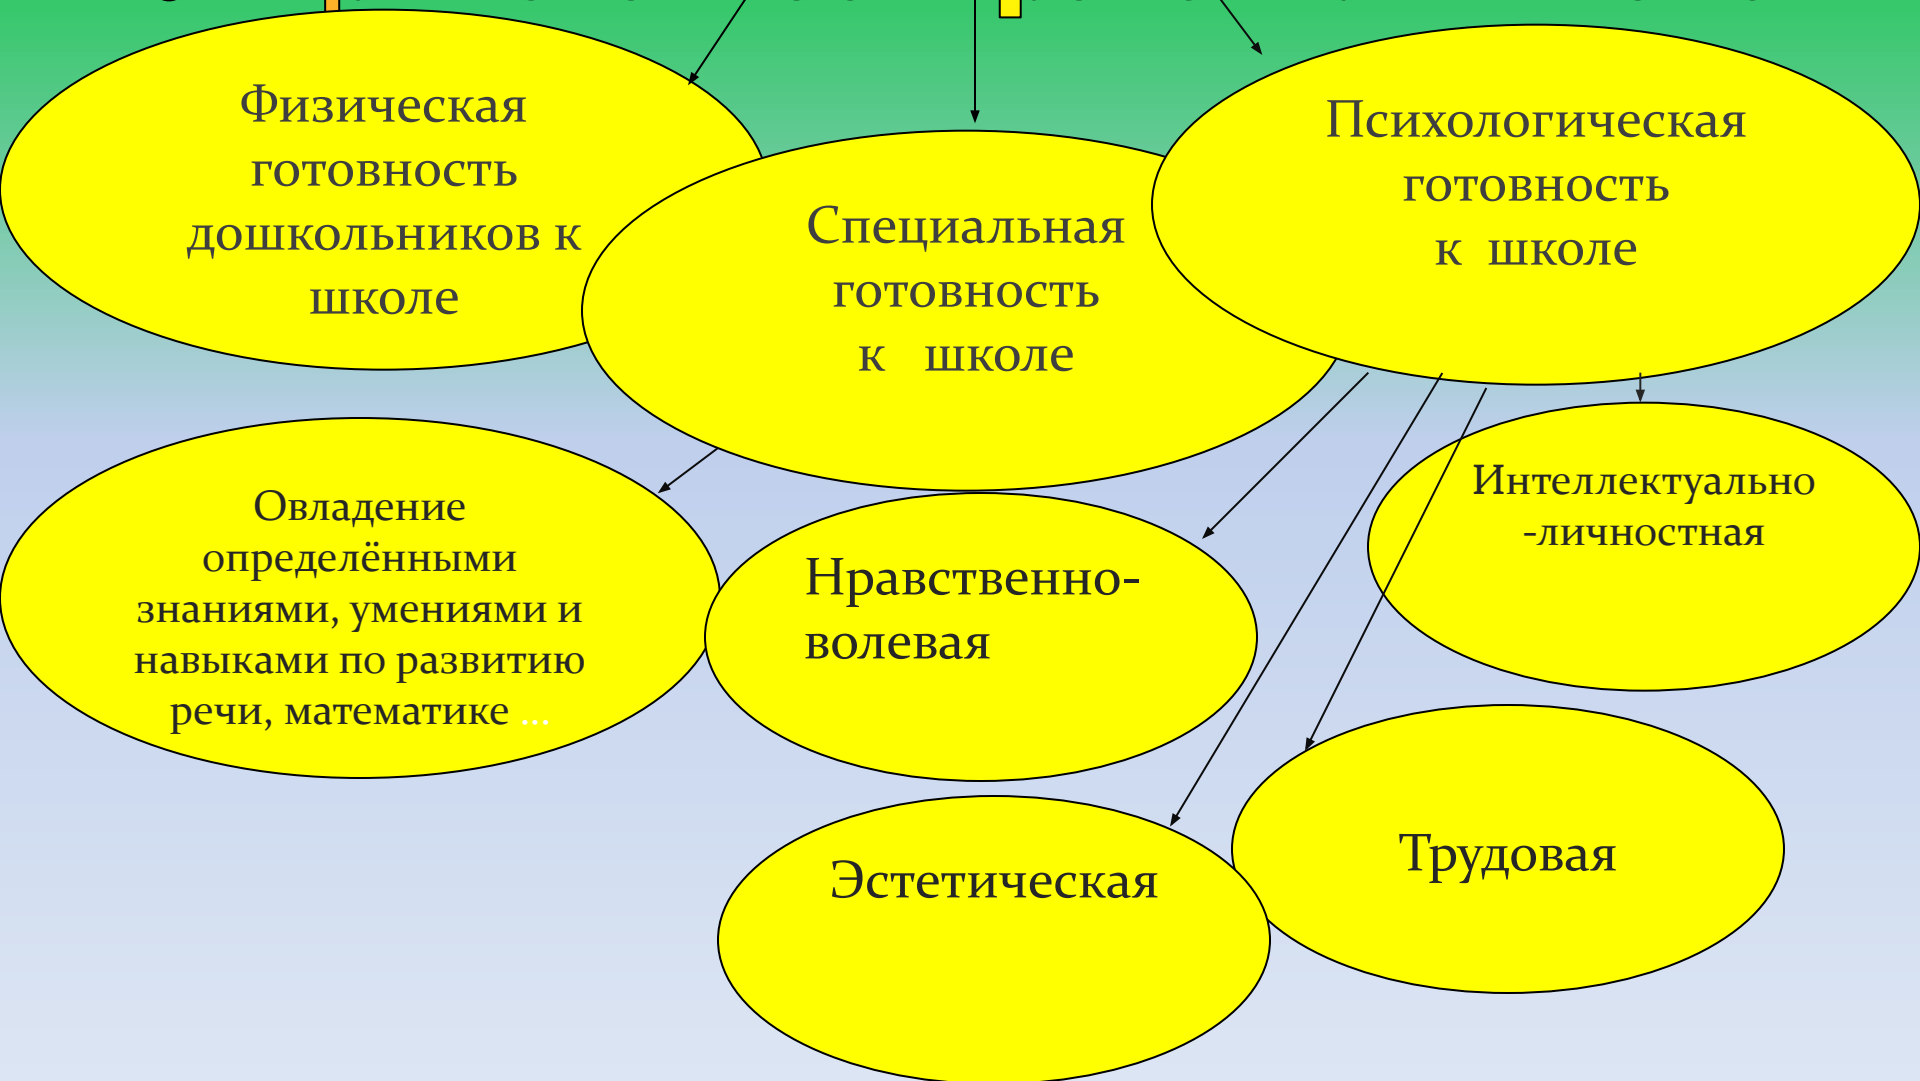 Физическая
готовность
дошкольников к
школе
Специальная
готовность
к школе
Психологическая
готовность
к школе
Овладение
определёнными
знаниями, умениями и
навыками по развитию
речи, математике ...
Нравственно-
волевая
Интеллектуально
-личностная
Эстетическая
Трудовая